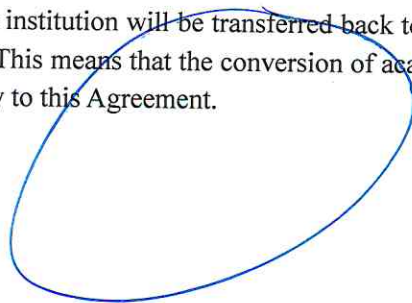 institution will be transferred back to
This means that the conversion of aca
to this Agreement.